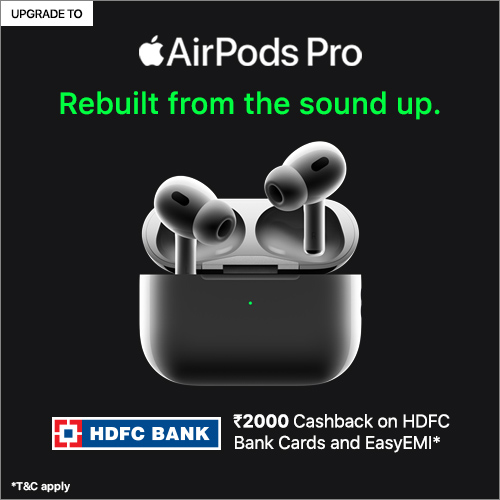 UPGRADE TO
AirPods Pro
Rebuilt from the sound up.
HDFC BANK
₹2000 Cashback on HDFC
Bank Cards and EasyEMI*
*T&C apply